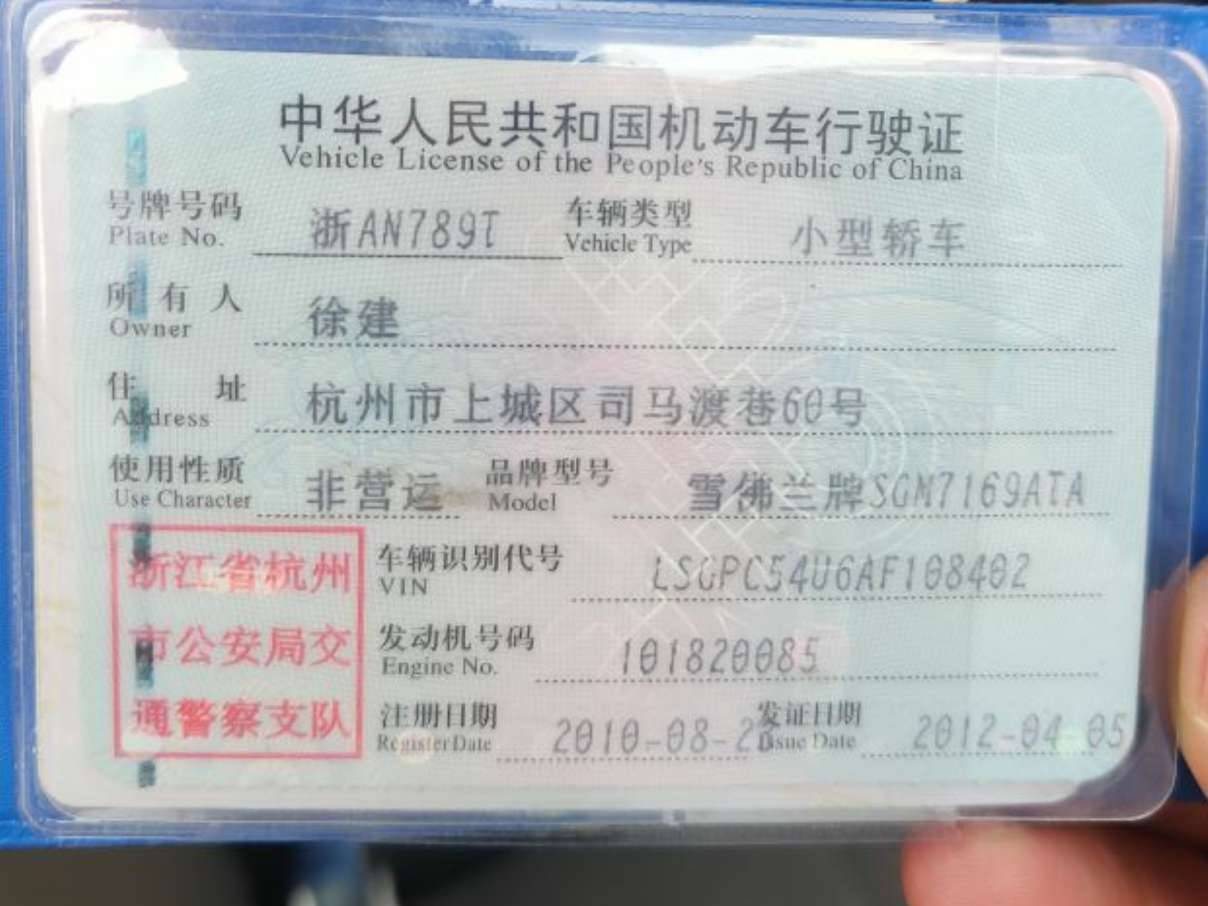 中华人民共和国机动车行驶证
Vehicle License of the People's Republic of China
号牌号码 浙AN789T 车辆类型 小型轿车
Plate No. Vehicle Type
所有人 徐建
Owner
住址 杭州市上城区司马渡巷60号
Address
使用性质 非营运 品牌型号 雪佛兰牌SGM7169ATA
Use Character Model
浙江省杭州
市公安局交
通警察支队
车辆识别代号 LSGPC54U6AF108402
VIN
发动机号码 101820085
Engine No.
注册日期 2010-08-2 发证日期 2012-04-05
Register Date Issue Date